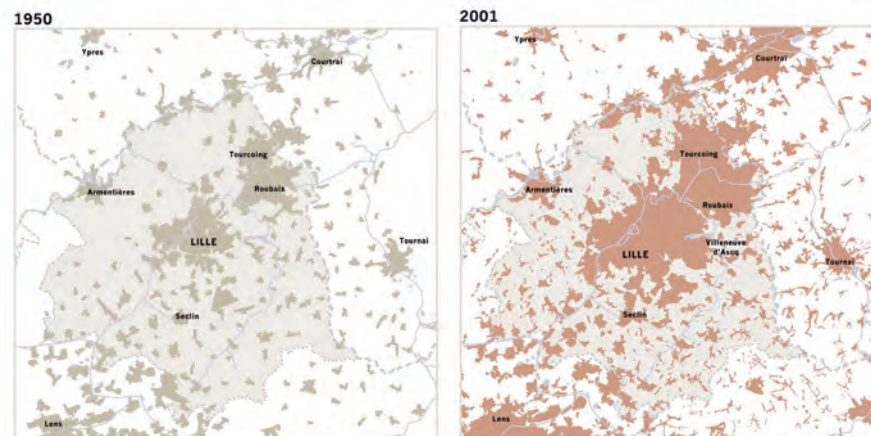 1950
Ypres
Courtrai
Tourcoing
Armentières
Roubaix
LILLE
Tournai
Seclin
Lens
2001
Ypres
Courtrai
Tourcoing
Armentières
Roubaix
Villeneuve
d'Ascq
LILLE
Tournai
Seclin
Lens